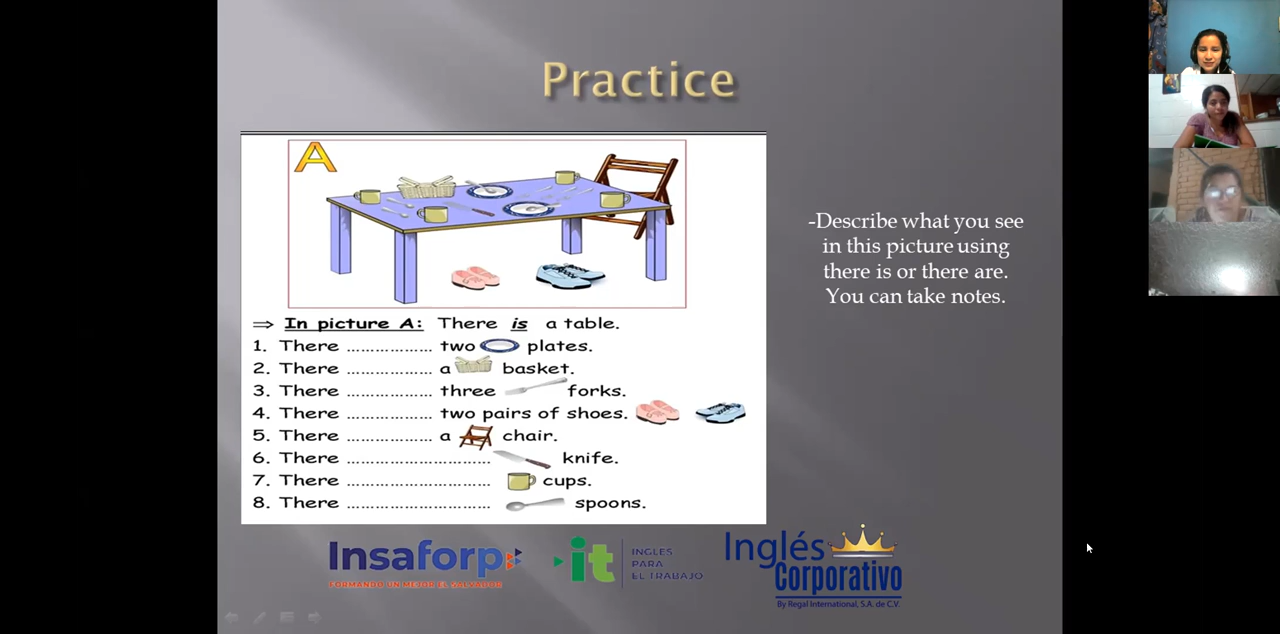 Practice
A
-Describe what you see
in this picture using
there is or there are.
You can take notes.
⇒ In picture A: There is a table.
1. There ................. two plates.
2. There ................. a basket.
3. There ................. three forks.
4. There ................. two pairs of shoes.
5. There ................. a chair.
6. There ............................ knife.
7. There ............................ cups.
8. There ............................ spoons.
Insaforp
FORMANDO UN MEJOR EL SALVADOR
it
INGLES
PARA
EL TRABAJO
Inglés
Corporativo
By Regal International, S.A. de C.V.